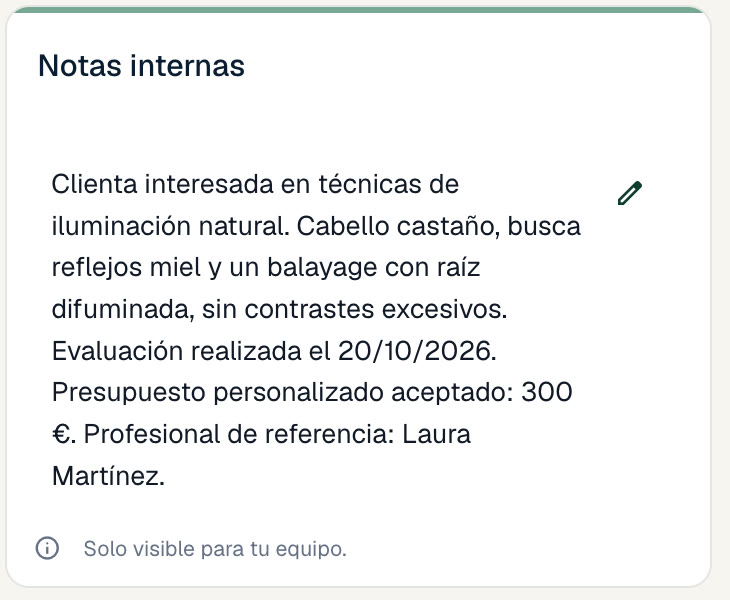 Notas internas
Clienta interesada en técnicas de
iluminación natural. Cabello castaño, busca
reflejos miel y un balayage con raíz
difuminada, sin contrastes excesivos.
Evaluación realizada el 20/10/2026.
Presupuesto personalizado aceptado: 300
€. Profesional de referencia: Laura
Martínez.
Solo visible para tu equipo.